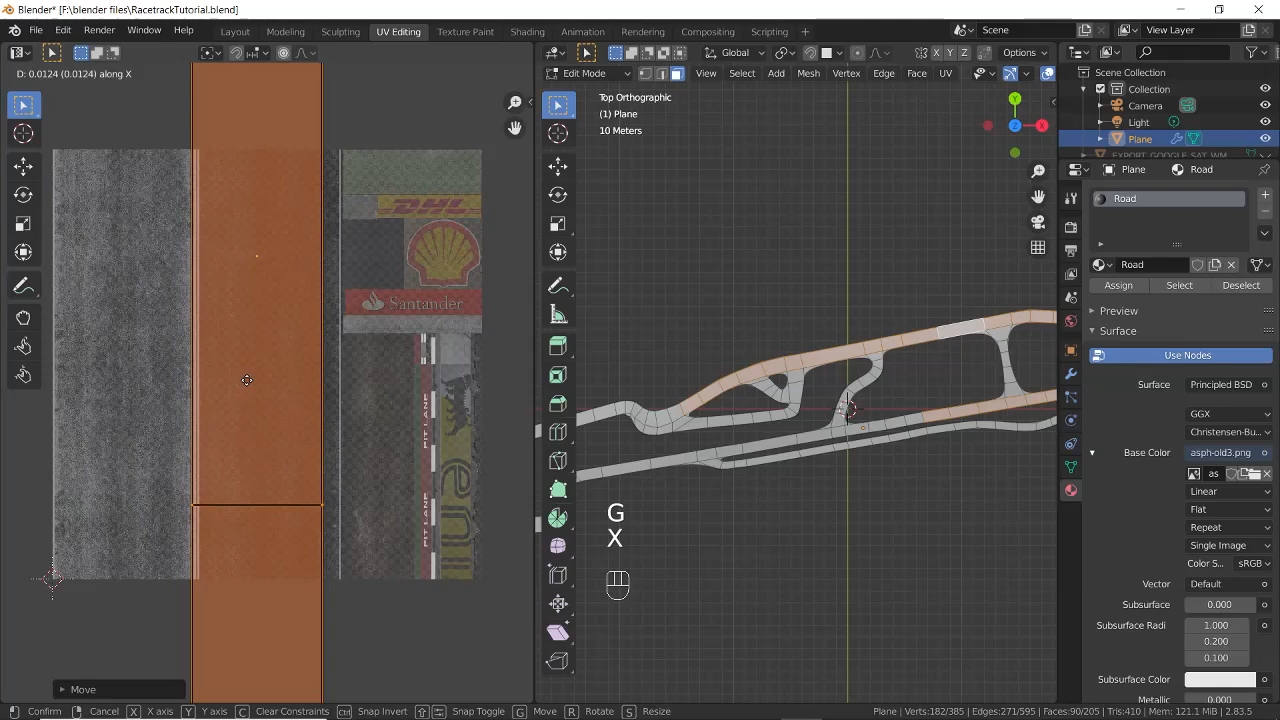 Blender* [F:\blender files\RacetrackTutorial.blend]
File Edit Render Window Help Layout Modeling Sculpting UV Editing Texture Paint Shading Animation Rendering Compositing Scripting + Scene View Layer
Global Options
D: 0.0124 (0.0124) along X
Edit Mode View Select Add Mesh Vertex Edge Face UV X Y Z
Top Orthographic
(1) Plane
10 Meters
Y
Z
X
Scene Collection
Collection
Camera
Light
Plane
EXPORT_GOOGLE_SAT_WM
Plane Road
Road
Road
Assign Select Deselect
Preview
Surface
Use Nodes
Surface Principled BSD
GGX
Christensen-Bu...
Base Color asph-old3.png
as
Linear
Flat
Repeat
Single Image
Color S... sRGB
Vector Default
Subsurface 0.000
Subsurface Radi 1.000
0.200
0.100
Subsurface Color
Metallic 0.000
DHL
Santander
PIT LANE
PIT LANE
G
X
Move
Confirm Cancel X X axis Y Y axis C Clear Constraints Ctrl Snap Invert Snap Toggle G Move R Rotate S Resize
Plane | Verts:182/385 | Edges:271/595 | Faces:90/205 | Tris:410 | Mem: 121.1 MiB | 2.83.5